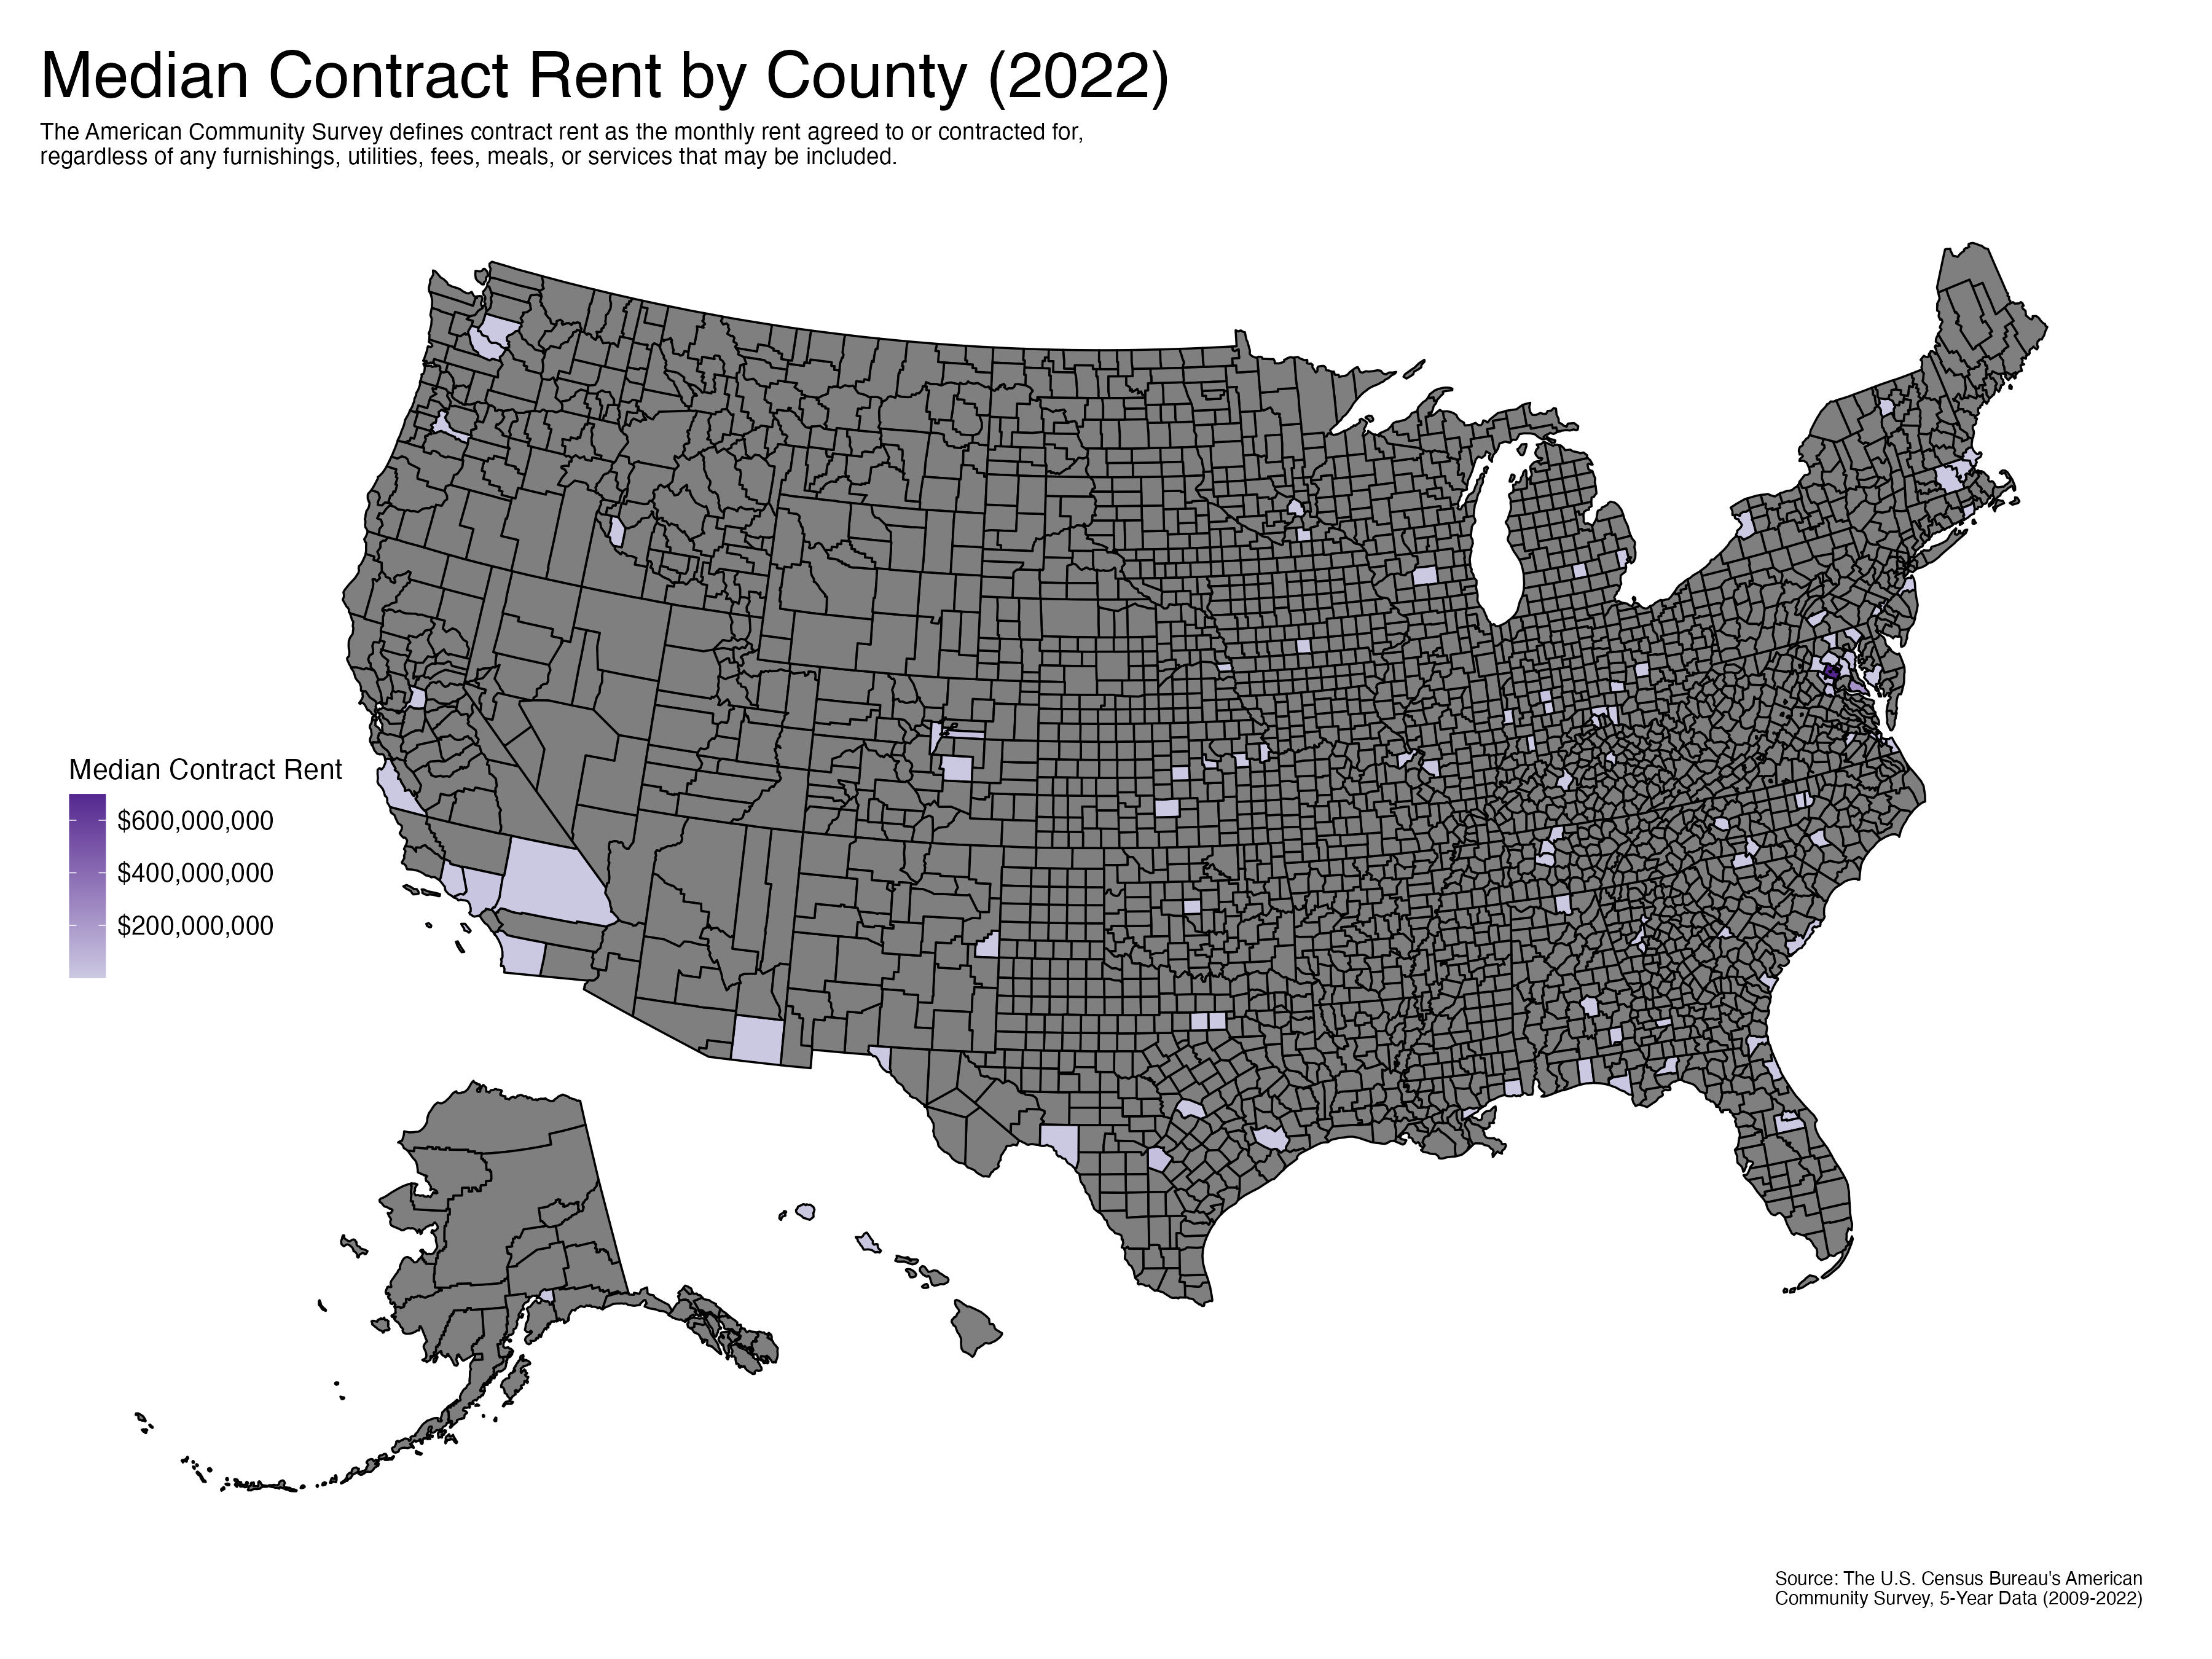 Median Contract Rent by County (2022)
The American Community Survey defines contract rent as the monthly rent agreed to or contracted for,
regardless of any furnishings, utilities, fees, meals, or services that may be included.
Median Contract Rent
$600,000,000
$400,000,000
$200,000,000
Source: The U.S. Census Bureau's American
Community Survey, 5-Year Data (2009-2022)